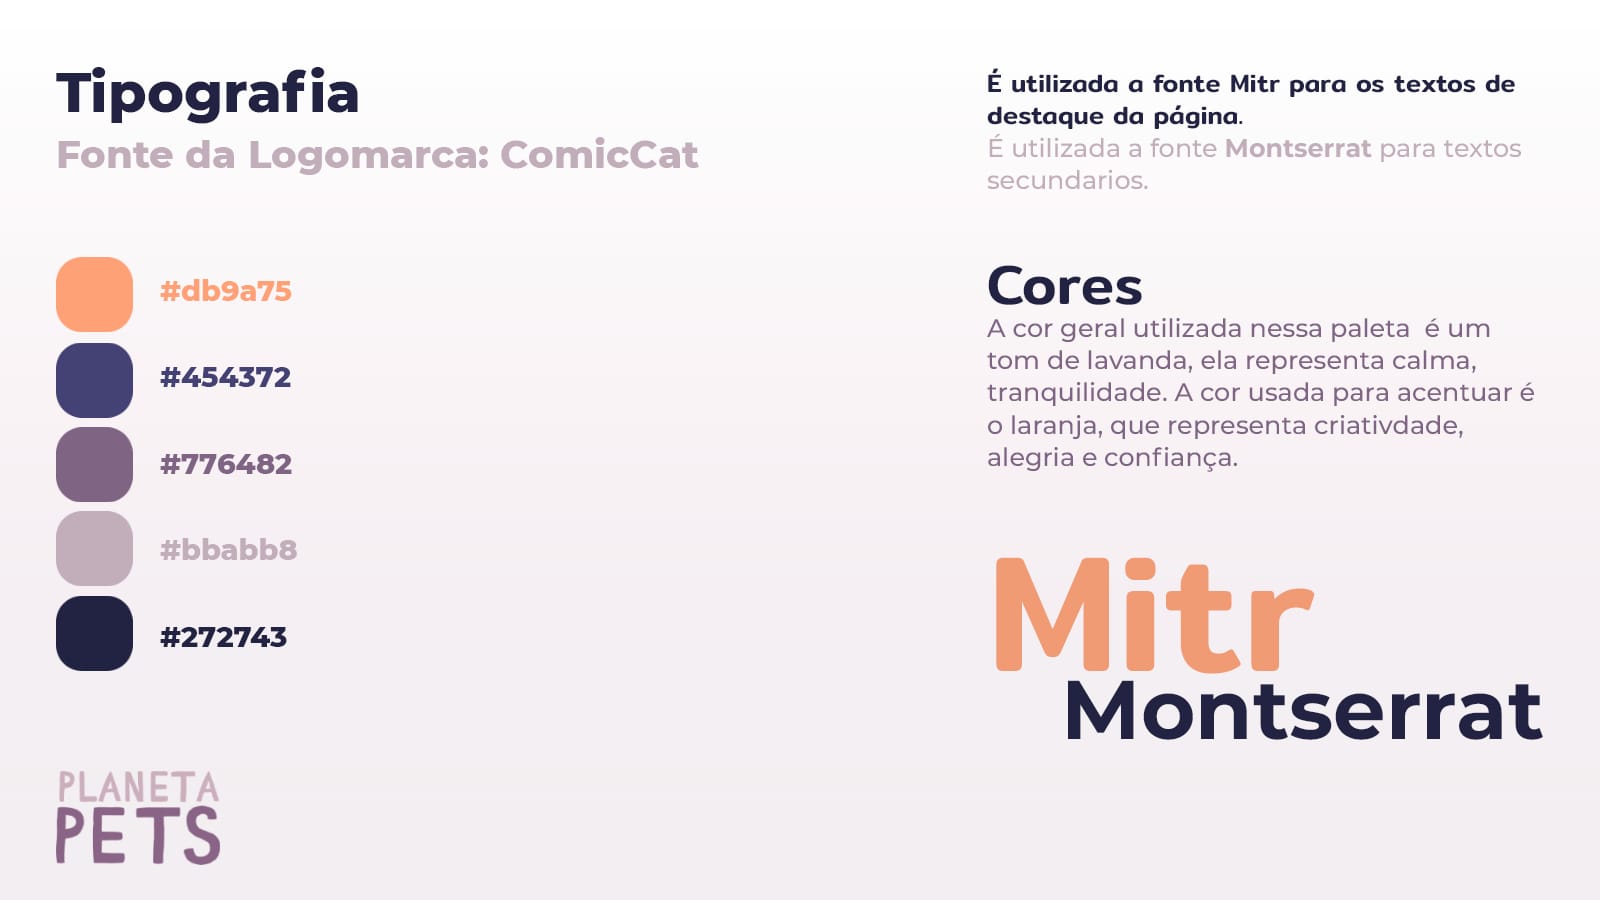 Tipografia
Fonte da Logomarca: ComicCat
#db9a75
#454372
#776482
#bbabb8
#272743
PLANETA
PETS
É utilizada a fonte Mitr para os textos de
destaque da página.
É utilizada a fonte Montserrat para textos
secundarios.
Cores
A cor geral utilizada nessa paleta  é um
tom de lavanda, ela representa calma,
tranquilidade. A cor usada para acentuar é
o laranja, que representa criativdade,
alegria e confiança.
Mitr
Montserrat